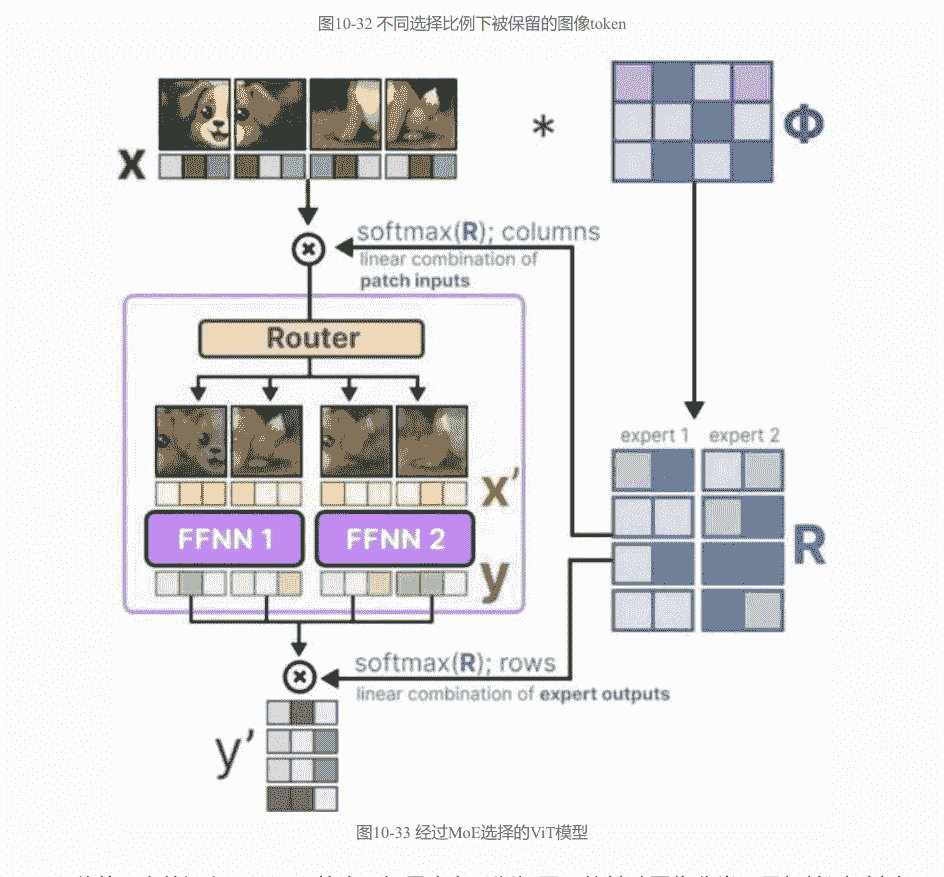 图10-32 不同选择比例下被保留的图像token
X
*
Φ
softmax(R); columns
linear combination of
patch inputs
Router
expert 1 expert 2
x’
R
FFNN 1 FFNN 2
y
softmax(R); rows
linear combination of expert outputs
y’
图10-33 经过MoE选择的ViT模型